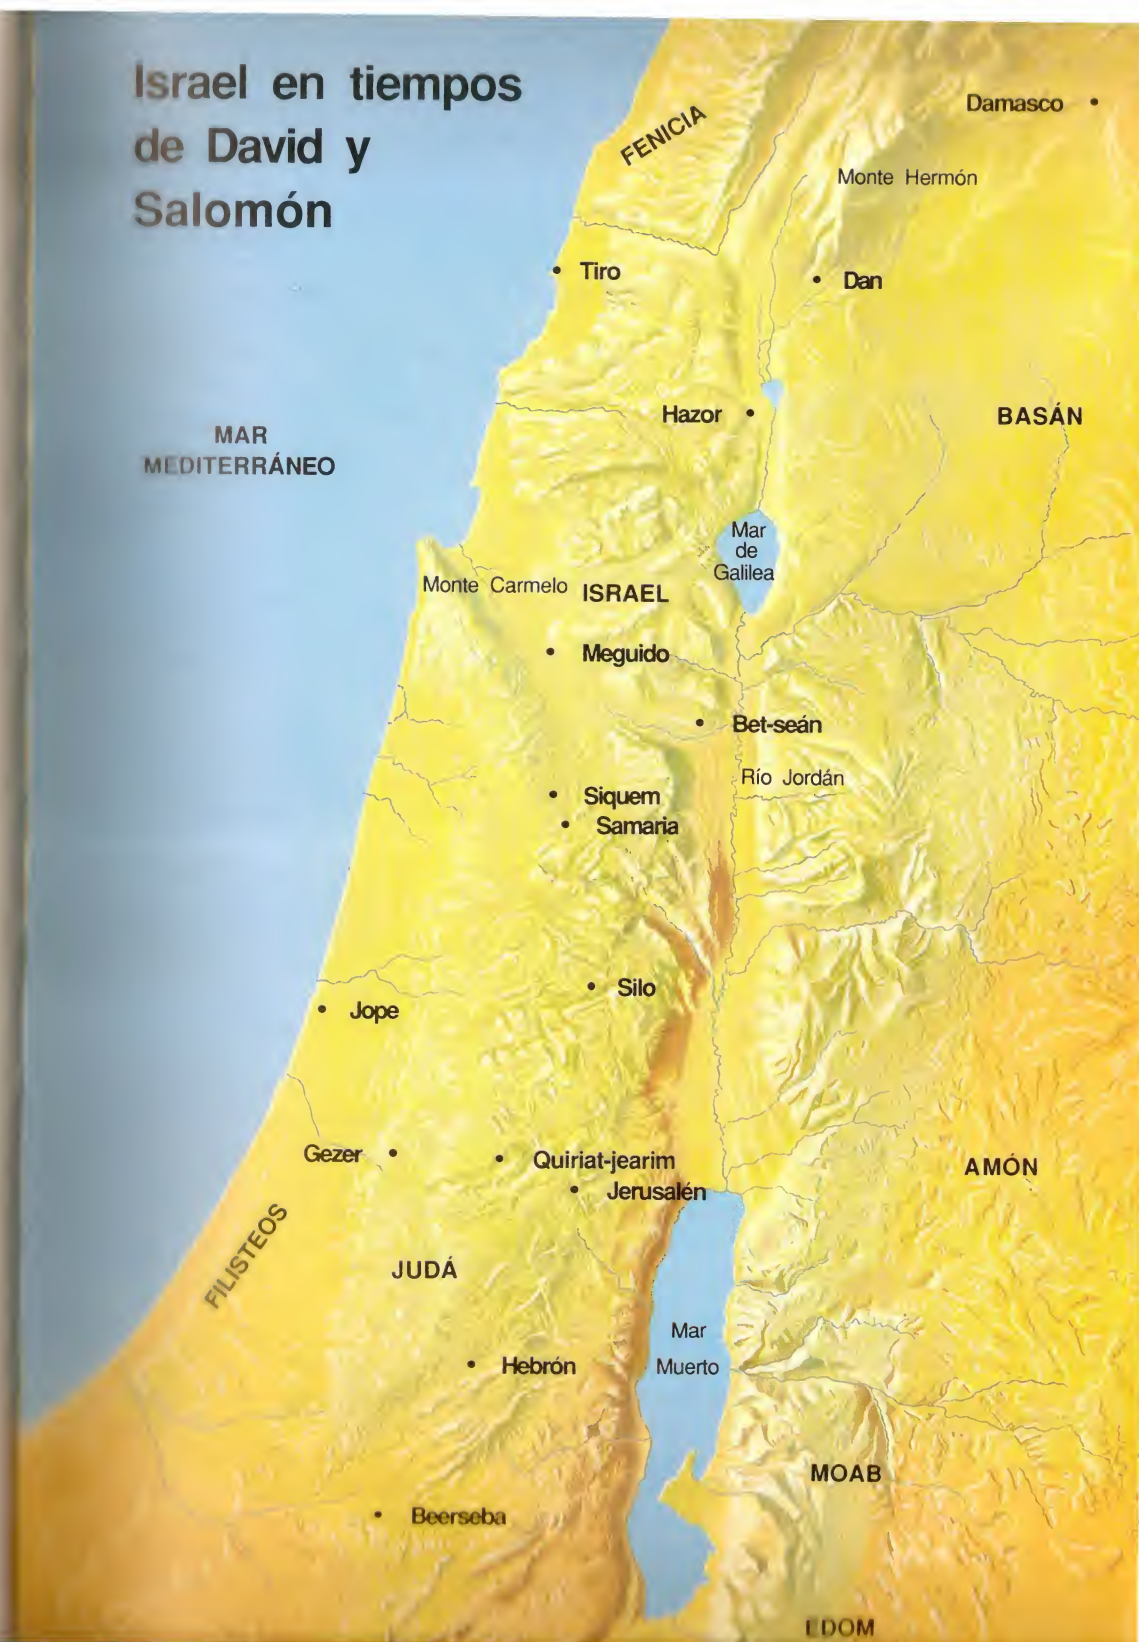 Israel en tiempos
de David y
Salomón
FENICIA
Damasco
Monte Hermón
Tiro
Dan
Hazor
BASÁN
MAR
MEDITERRÁNEO
Mar
de
Galilea
Monte Carmelo
ISRAEL
Meguido
Bet-seán
Río Jordán
Siquem
Samaria
Silo
Jope
Gezer
Quiriat-jearim
AMÓN
Jerusalén
FILISTEOS
JUDÁ
Mar
Muerto
Hebrón
MOAB
Beerseba
EDOM